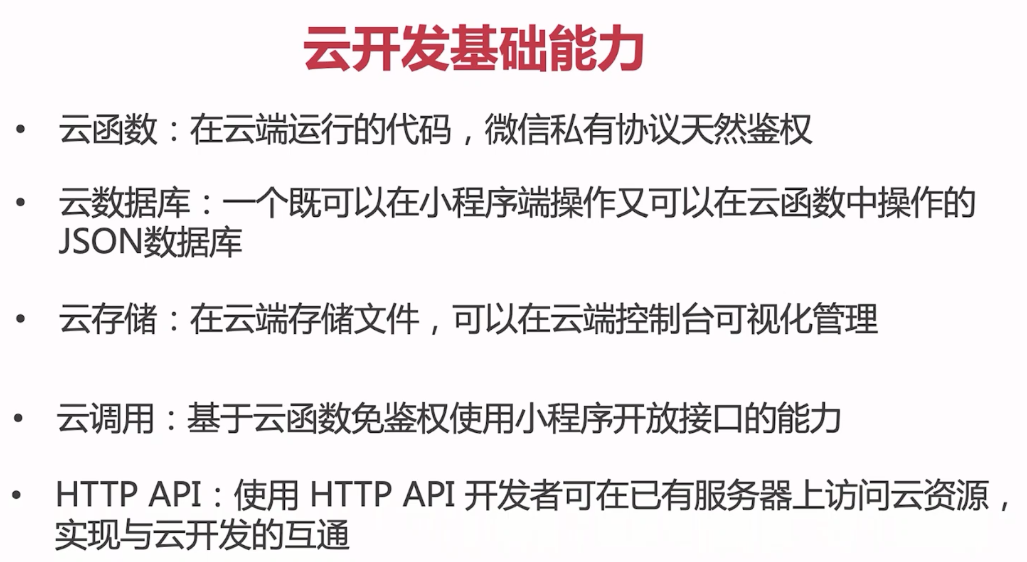 云开发基础能力
• 云函数：在云端运行的代码，微信私有协议天然鉴权
• 云数据库：一个既可以在小程序端操作又可以在云函数中操作的
JSON数据库
• 云存储：在云端存储文件，可以在云端控制台可视化管理
• 云调用：基于云函数免鉴权使用小程序开放接口的能力
• HTTP API：使用 HTTP API 开发者可在已有服务器上访问云资源，
实现与云开发的互通